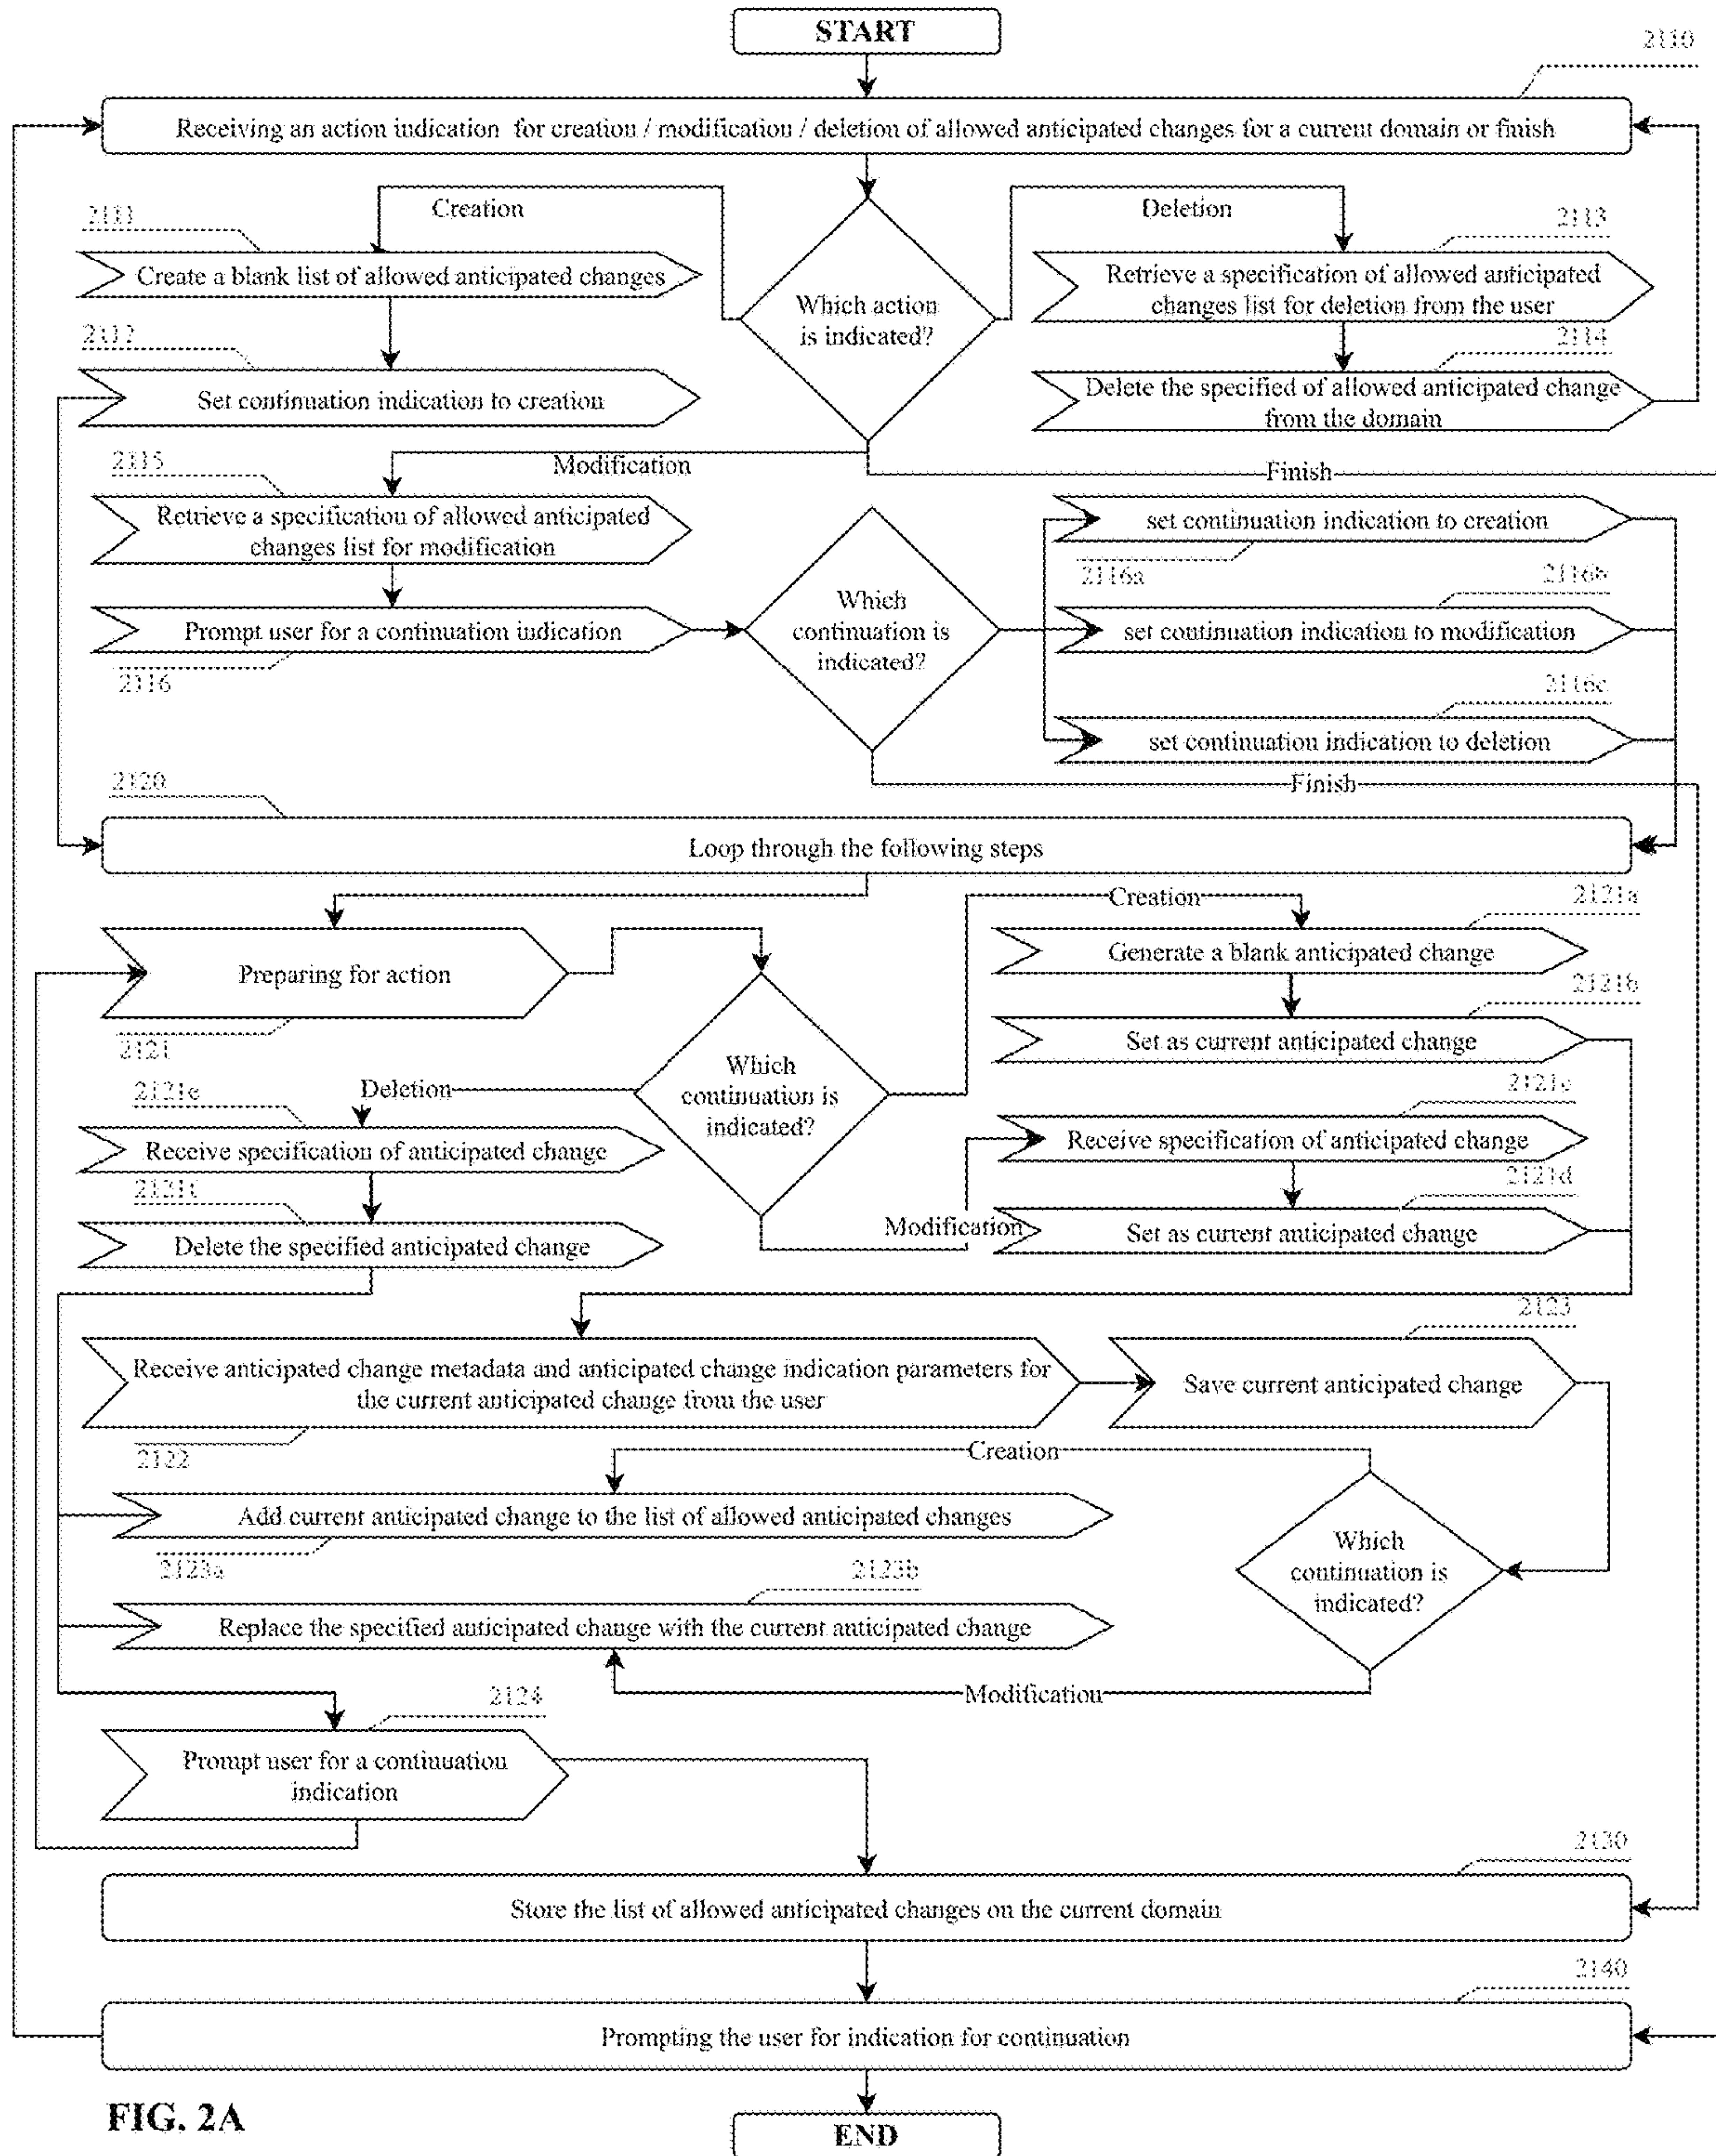 START
2110
Receiving an action indication for creation / modification / deletion of allowed anticipated changes for a current domain or finish
Creation
Deletion
2111
2113
Create a blank list of allowed anticipated changes
Which action
is indicated?
Retrieve a specification of allowed anticipated
changes list for deletion from the user
2112
2114
Set continuation indication to creation
Delete the specified of allowed anticipated change
from the domain
2115
Modification
Finish
Retrieve a specification of allowed anticipated
changes list for modification
set continuation indication to creation
2116a
2116b
Prompt user for a continuation indication
Which
continuation is
indicated?
set continuation indication to modification
2116
2116c
set continuation indication to deletion
2120
Finish
Loop through the following steps
Creation
2121a
Preparing for action
Generate a blank anticipated change
2121b
2121
Set as current anticipated change
Which
continuation is
indicated?
2121e
Deletion
2121c
Receive specification of anticipated change
Receive specification of anticipated change
2121f
2121d
Modification
Set as current anticipated change
Delete the specified anticipated change
2123
Receive anticipated change metadata and anticipated change indication parameters for
the current anticipated change from the user
Save current anticipated change
2122
Creation
Add current anticipated change to the list of allowed anticipated changes
2123a
2123b
Which
continuation is
indicated?
Replace the specified anticipated change with the current anticipated change
2124
Modification
Prompt user for a continuation
indication
2130
Store the list of allowed anticipated changes on the current domain
2140
Prompting the user for indication for continuation
FIG. 2A
END